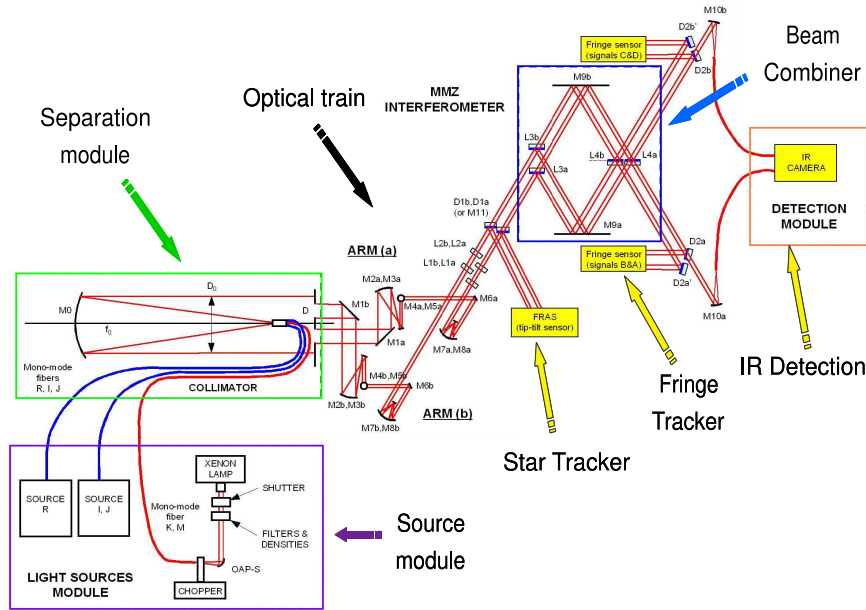 M10b
D2b'
Fringe sensor
(signals C&D)
D2b
Beam
Combiner
MMZ
INTERFEROMETER
M9b
Optical train
Separation
module
L3b
L3a
L4b
L4a
IR
CAMERA
DETECTION
MODULE
D1b, D1a
(or M11)
M9a
L2b, L2a
L1b, L1a
Fringe sensor
(signals B&A)
D2a
D2a'
M10a
ARM (a)
M2a, M3a
M4a, M5a
M6a
M1b
M1a
M7a, M8a
FRAS
(tip-tilt sensor)
M0
D0
D
f0
Mono-mode
fibers
R, I, J
COLLIMATOR
M4b, M5b
M6b
M2b, M3b
M7b, M8b
ARM (b)
Star Tracker
Fringe
Tracker
IR Detection
XENON
LAMP
SHUTTER
SOURCE
R
SOURCE
I, J
Mono-mode
fiber
K, M
FILTERS &
DENSITIES
OAP-S
CHOPPER
LIGHT SOURCES
MODULE
Source
module